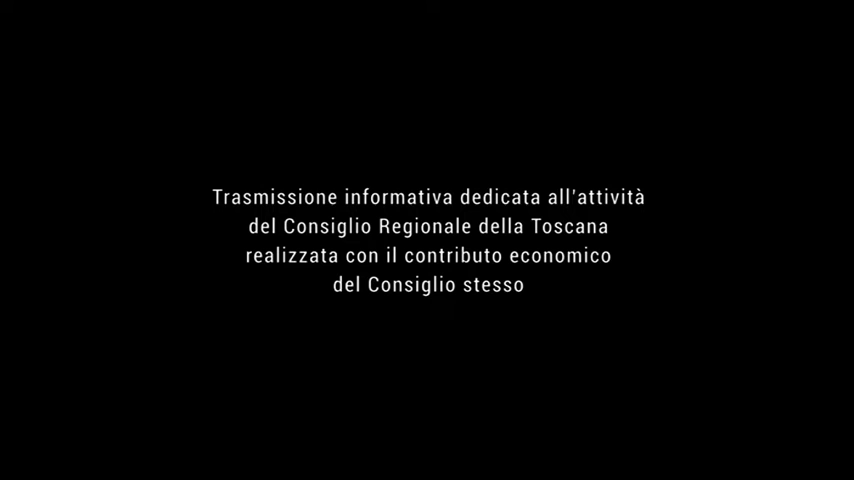 Trasmissione informativa dedicata all'attività
del Consiglio Regionale della Toscana
realizzata con il contributo economico
del Consiglio stesso